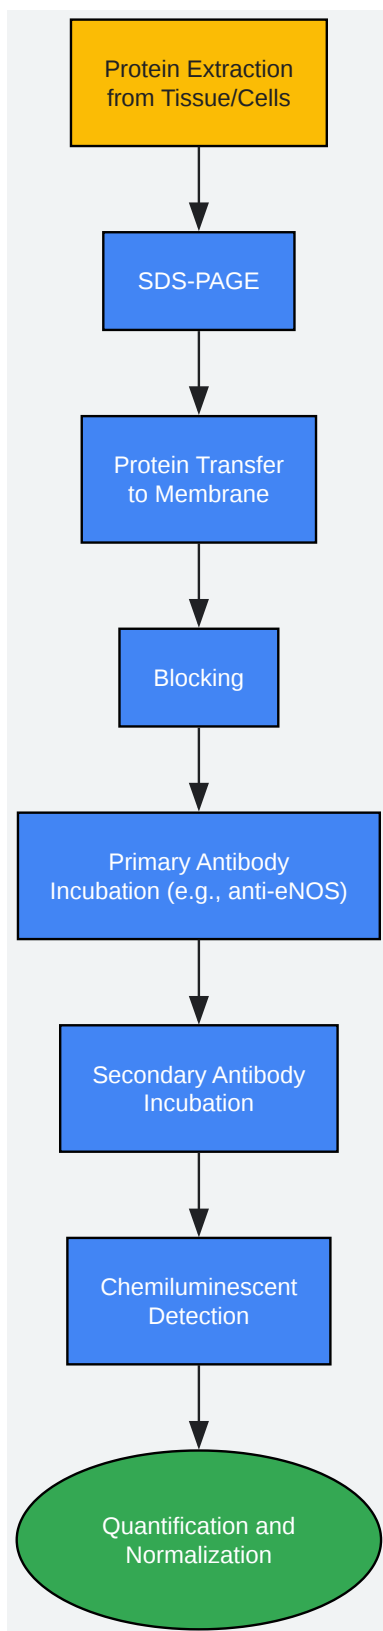 Protein Extraction
from Tissue/Cells
SDS-PAGE
Protein Transfer
to Membrane
Blocking
Primary Antibody
Incubation (e.g., anti-eNOS)
Secondary Antibody
Incubation
Chemiluminescent
Detection
Quantification and
Normalization